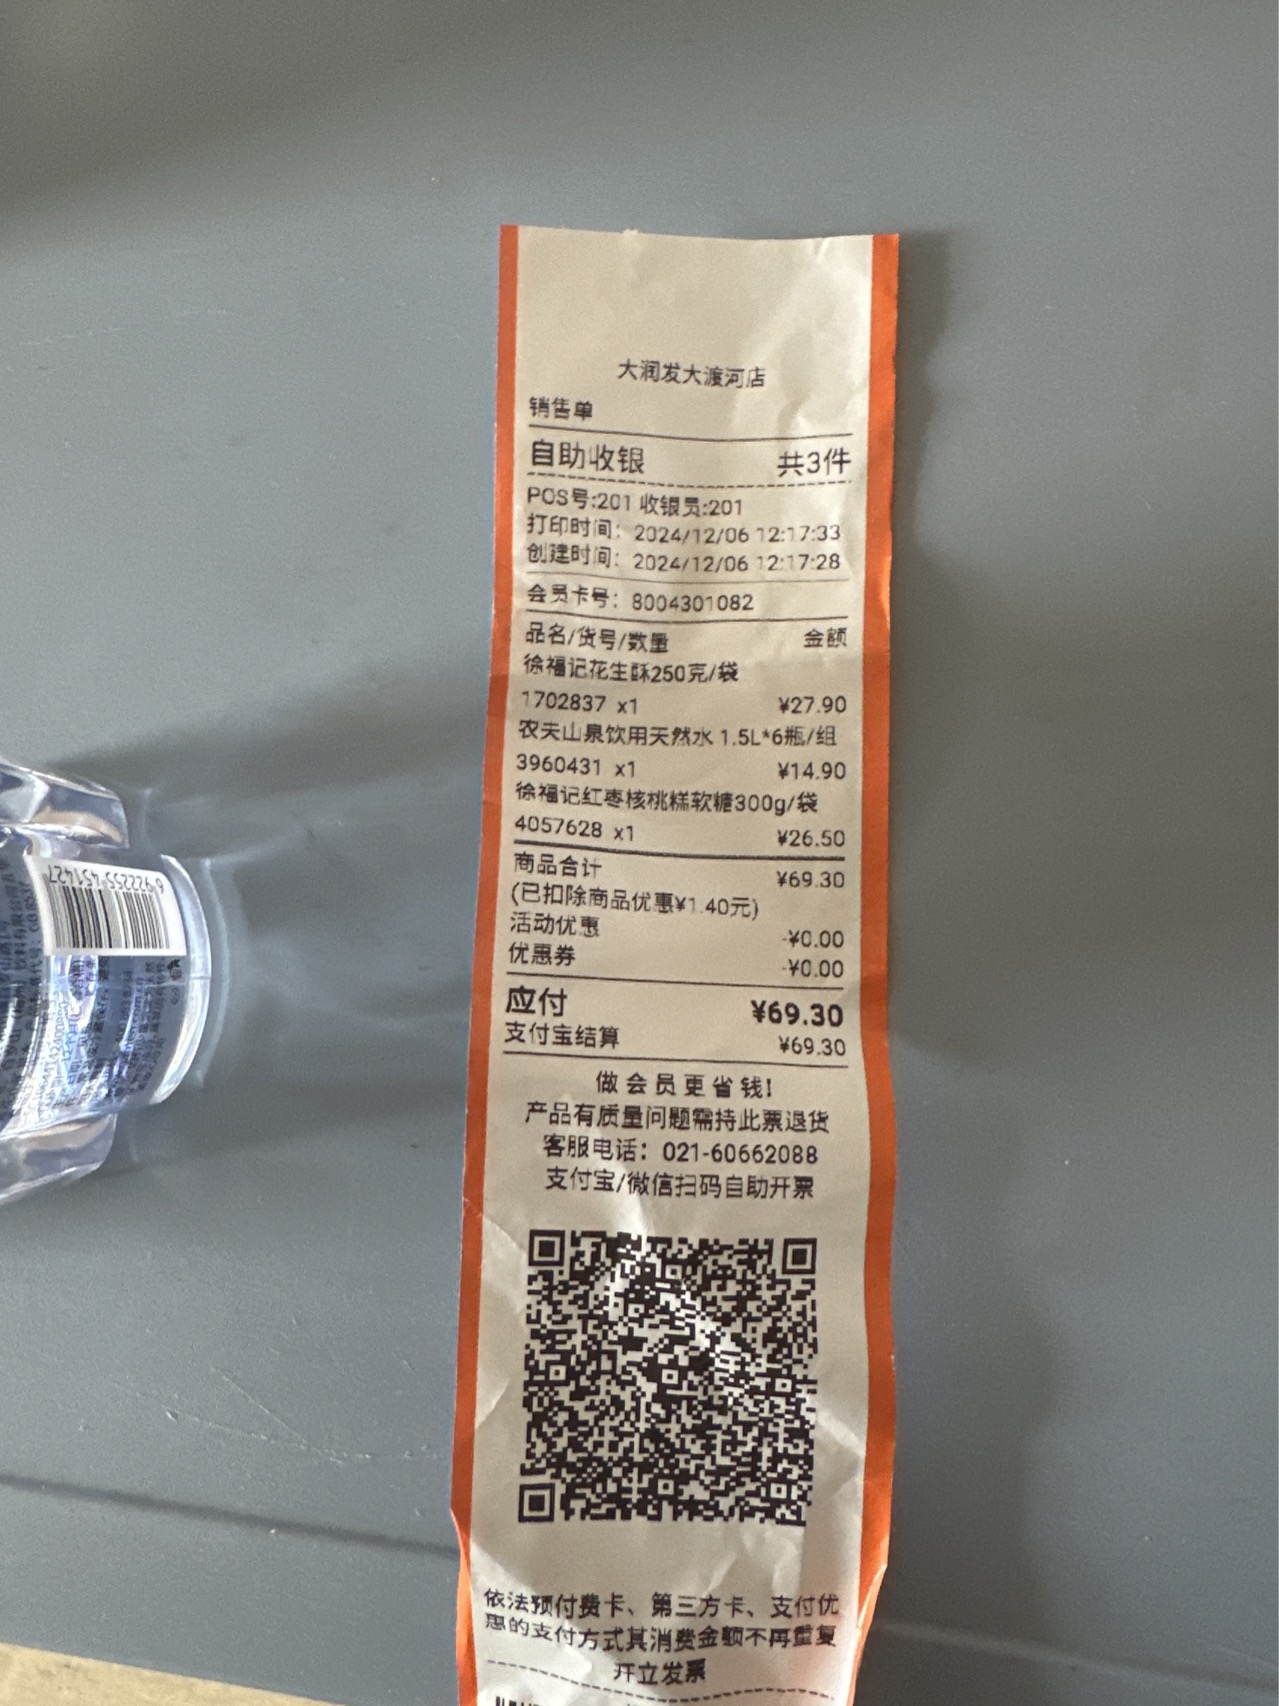 大润发大渡河店
销售单
自助收银 共3件
POS号:201 收银员:201
打印时间: 2024/12/06 12:17:33
创建时间: 2024/12/06 12:17:28
会员卡号: 8004301082
品名/货号/数量 金额
徐福记花生酥250克/袋
1702837 x1 ¥27.90
农夫山泉饮用天然水 1.5L*6瓶/组
3960431 x1 ¥14.90
徐福记红枣核桃糕软糖300g/袋
4057628 x1 ¥26.50
商品合计 ¥69.30
(已扣除商品优惠¥1.40元)
活动优惠 -¥0.00
优惠券 -¥0.00
应付 ¥69.30
支付宝结算 ¥69.30
做会员更省钱!
产品有质量问题需持此票退货
客服电话: 021-60662088
支付宝/微信扫码自助开票
依法预付费卡、第三方卡、支付优
惠的支付方式其消费金额不再重复
开立发票
6 922255 451427